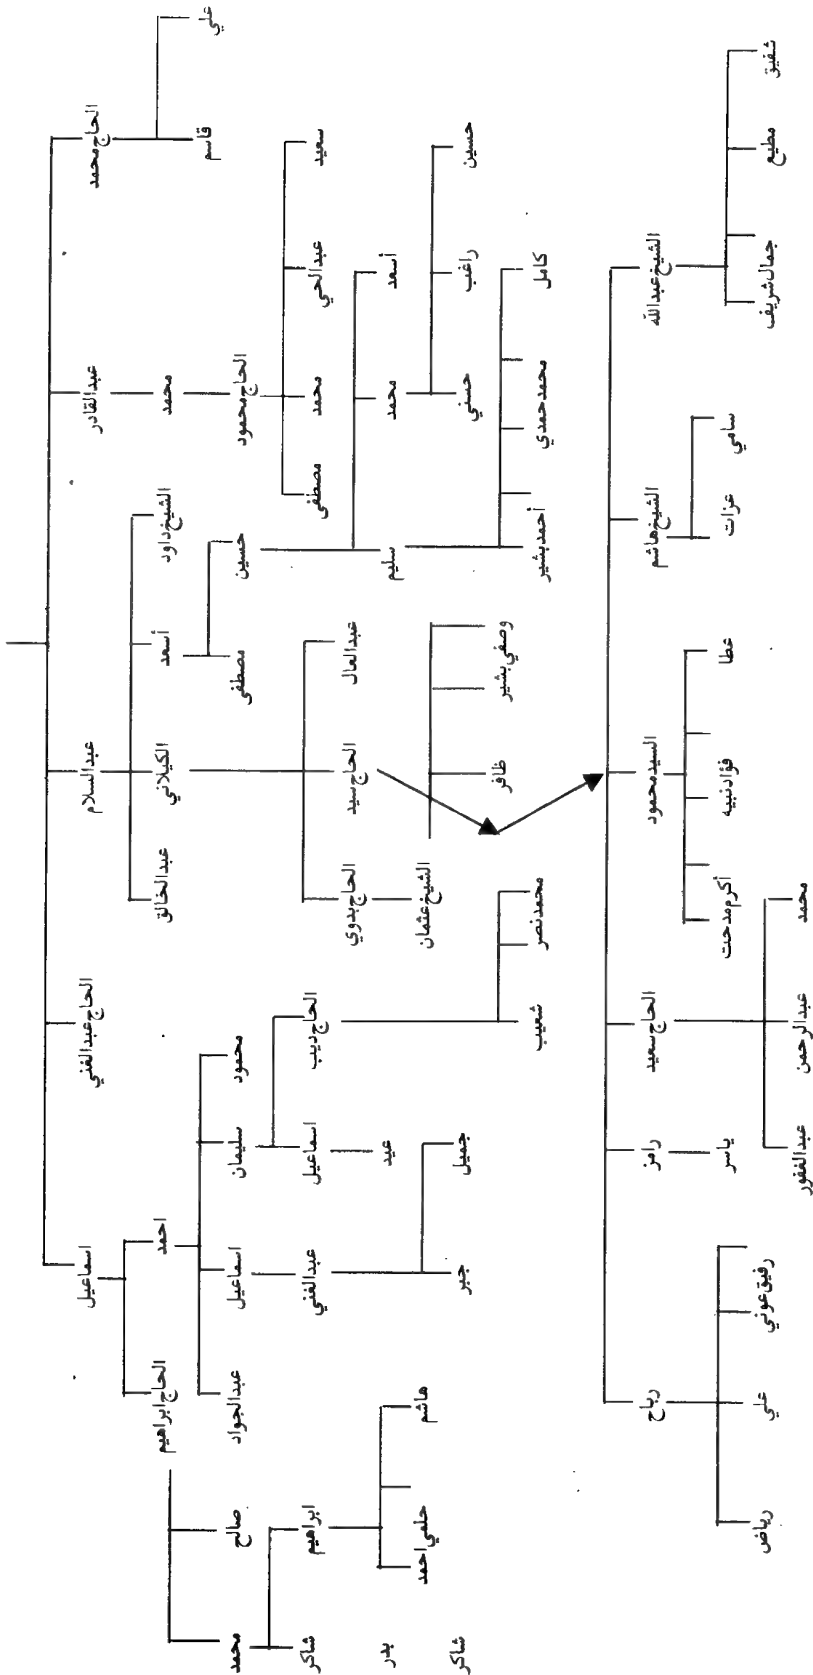 الحاج محمد
عبدالقادر
عبدالسلام
الحاج عبدالغني
اسماعيل
علي
قاسم
محمد
الشيخ داود
أسعد
الكيلاني
عبدالخالق
احمد
الحاج ابراهيم
الحاج محمود
حسين
مصطفى
محمود
سليمان
اسماعيل
عبدالجواد
صالح
محمد
سعيد
عبدالحي
محمد
مصطفى
عبدالعال
الحاج سيد
الحاج بدوي
الحاج ديب
اسماعيل
عبدالغني
ابراهيم
شاكر
أسعد
محمد
سليم
الشيخ عثمان
عيد
هاشم
حلمي احمد
بدر
حسين
راغب
حسني
وصفي بشير
ظافر
جميل
جبر
شاكر
كامل
محمد حمدي
أحمد بشير
محمد نصر
شعيب
الشيخ عبدالله
الشيخ هاشم
السيد محمود
الحاج سعيد
رامز
رباح
شفيق
مطيع
جمال شريف
سامي
عزات
عطا
فؤاد نبيه
أكرم مدحت
محمد
عبدالرحمن
عبدالغفور
ياسر
رفيق عوني
علي
رياض